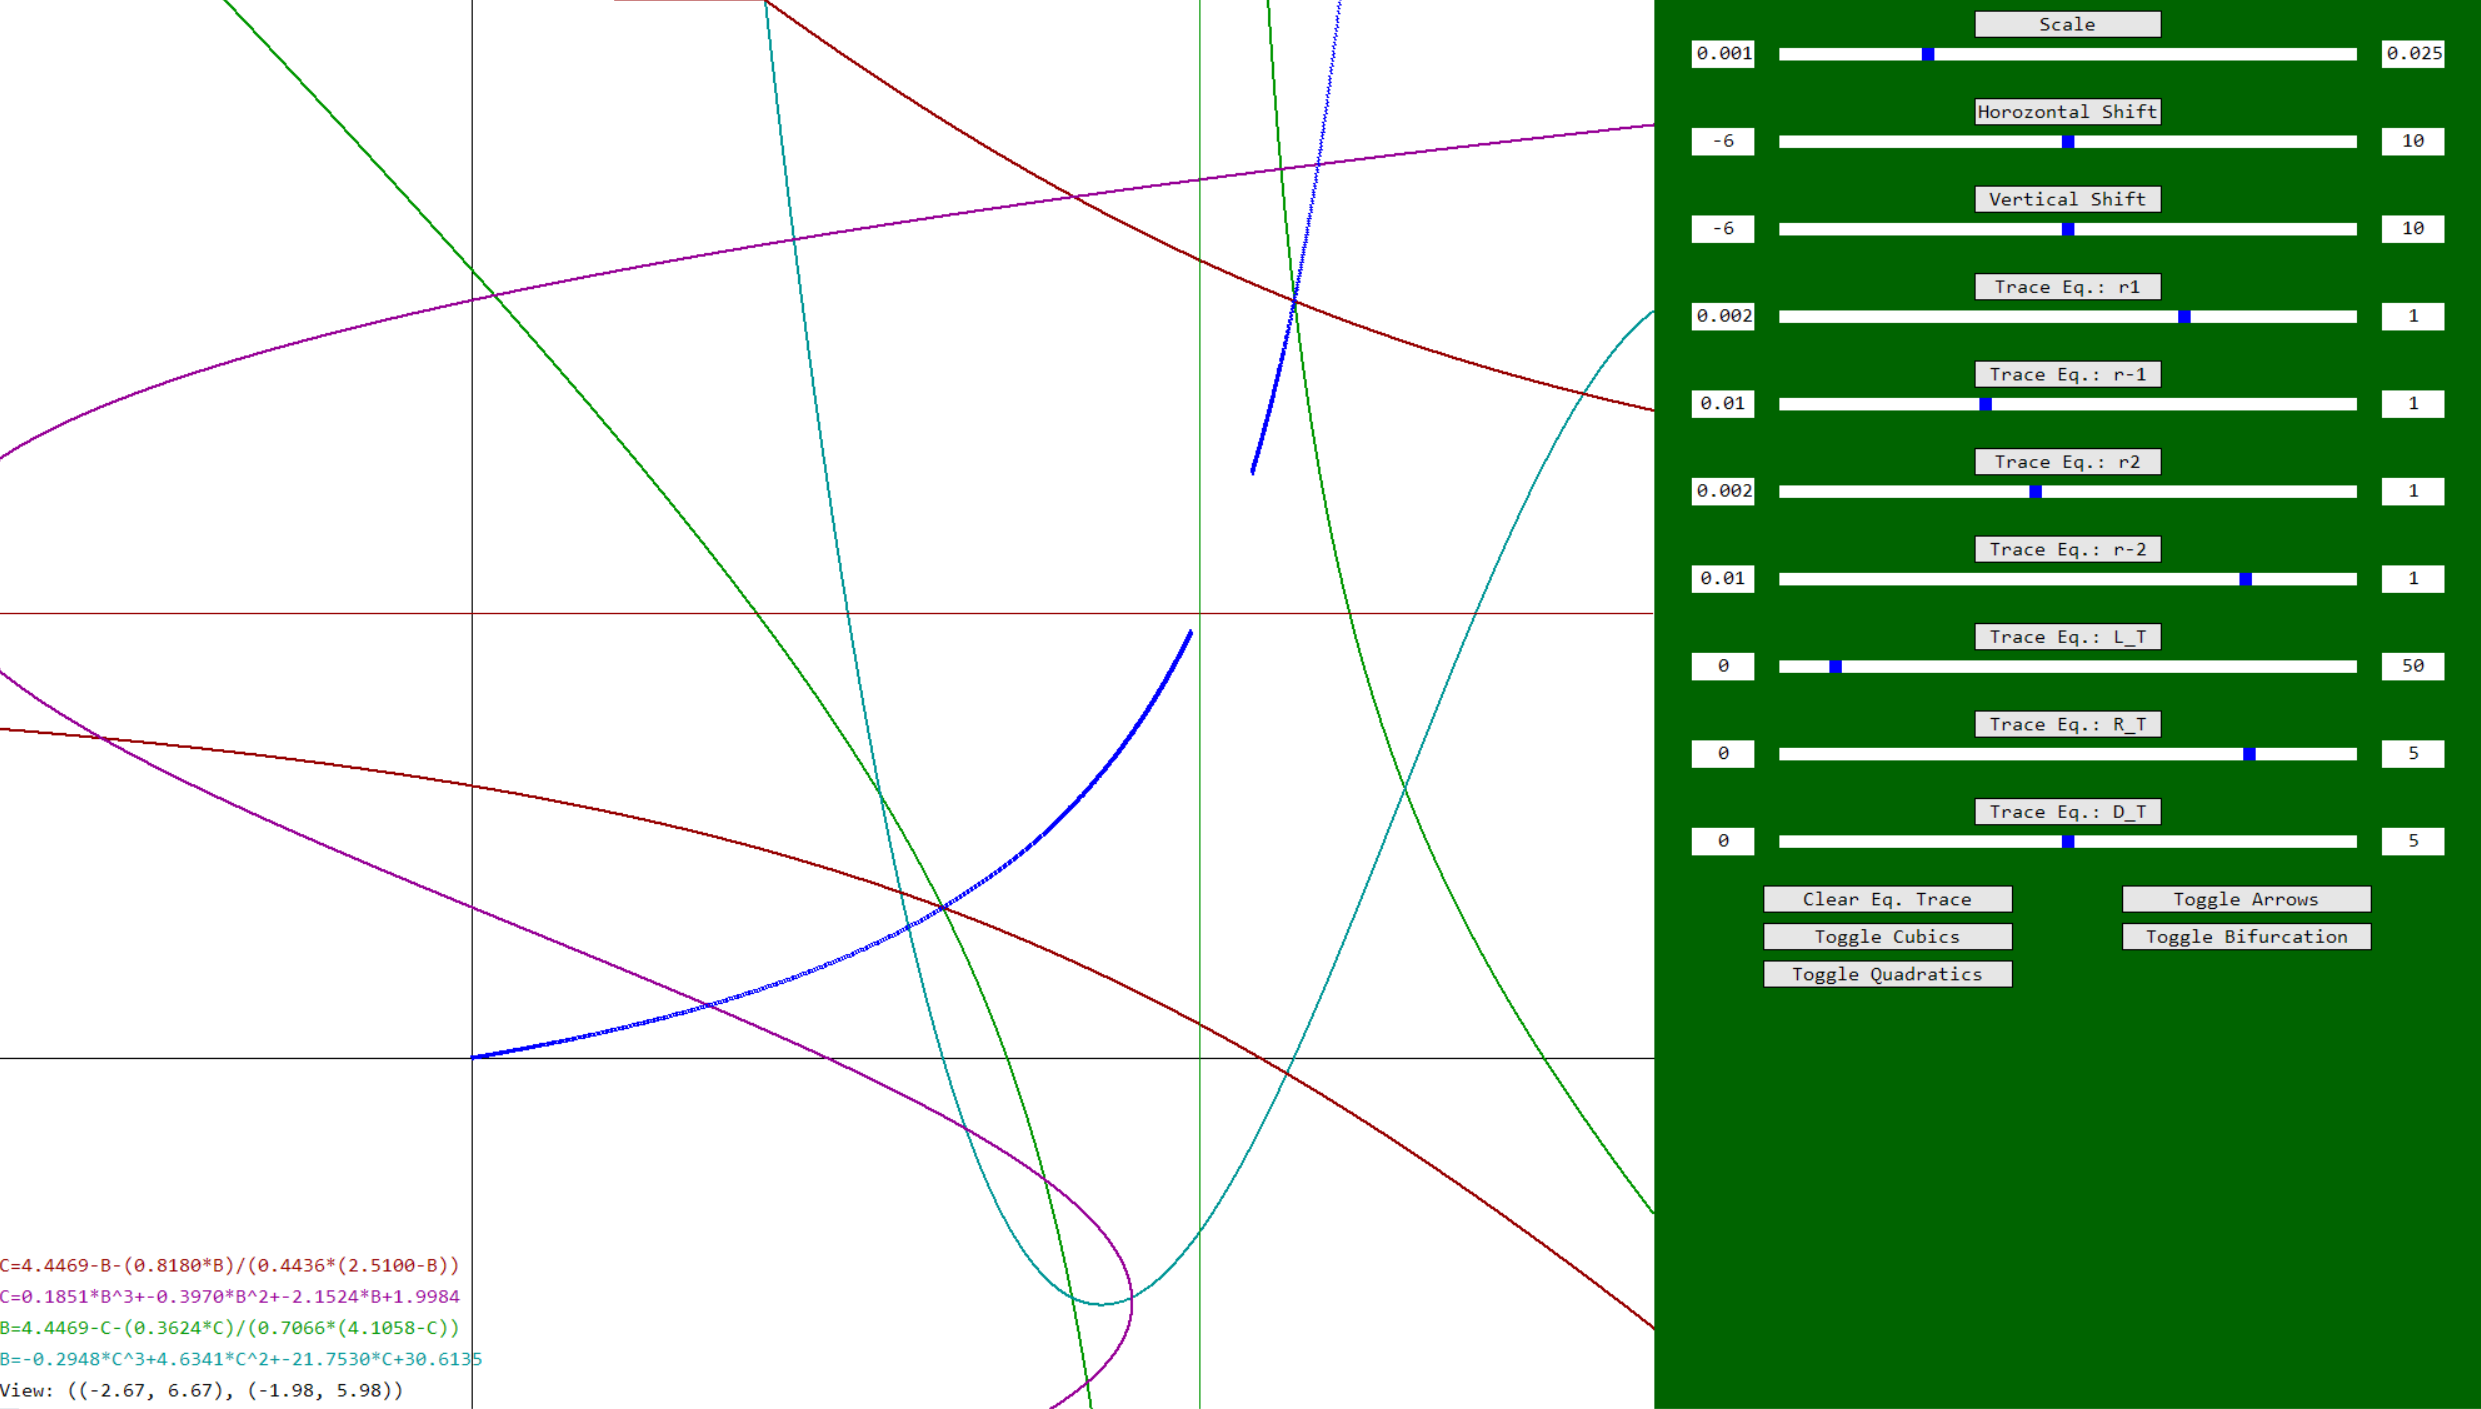 Scale
0.001 0.025
Horozontal Shift
-6 10
Vertical Shift
-6 10
Trace Eq.: r1
0.002 1
Trace Eq.: r-1
0.01 1
Trace Eq.: r2
0.002 1
Trace Eq.: r-2
0.01 1
Trace Eq.: L_T
0 50
Trace Eq.: R_T
0 5
Trace Eq.: D_T
0 5
Clear Eq. Trace Toggle Arrows
Toggle Cubics Toggle Bifurcation
Toggle Quadratics
C=4.4469-B-(0.8180*B)/(0.4436*(2.5100-B))
C=0.1851*B^3+-0.3970*B^2+-2.1524*B+1.9984
B=4.4469-C-(0.3624*C)/(0.7066*(4.1058-C))
B=-0.2948*C^3+4.6341*C^2+-21.7530*C+30.6135
View: ((-2.67, 6.67), (-1.98, 5.98))